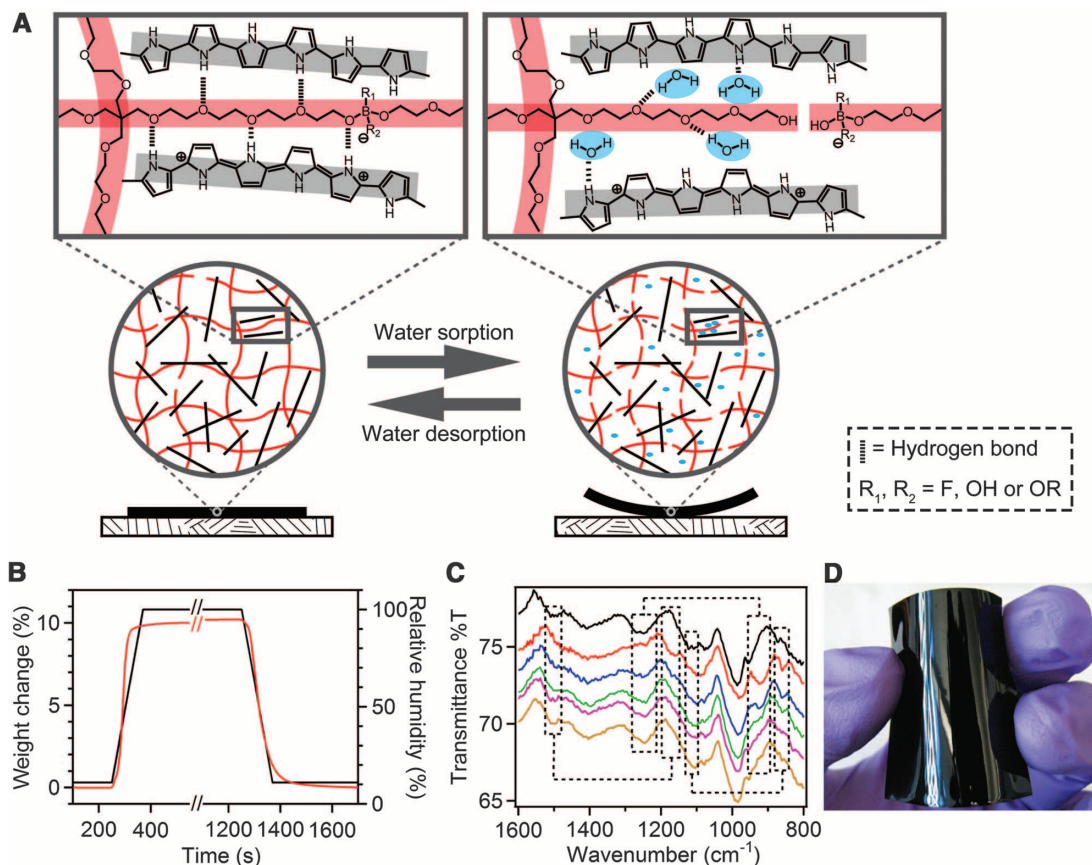 A
H
N
O
R₁
B
R₂
⊖
⊕
H
N
O
H
OH
HO
R₁
B
R₂
⊖
⊕
Water sorption
Water desorption
= Hydrogen bond
R₁, R₂ = F, OH or OR
B
Weight change (%)
10
5
0
200 400 1200 1400 1600
Time (s)
100
50
0
Relative humidity
(%)
C
Transmittance %T
75
70
65
1600 1400 1200 1000 800
Wavenumber (cm⁻¹)
D